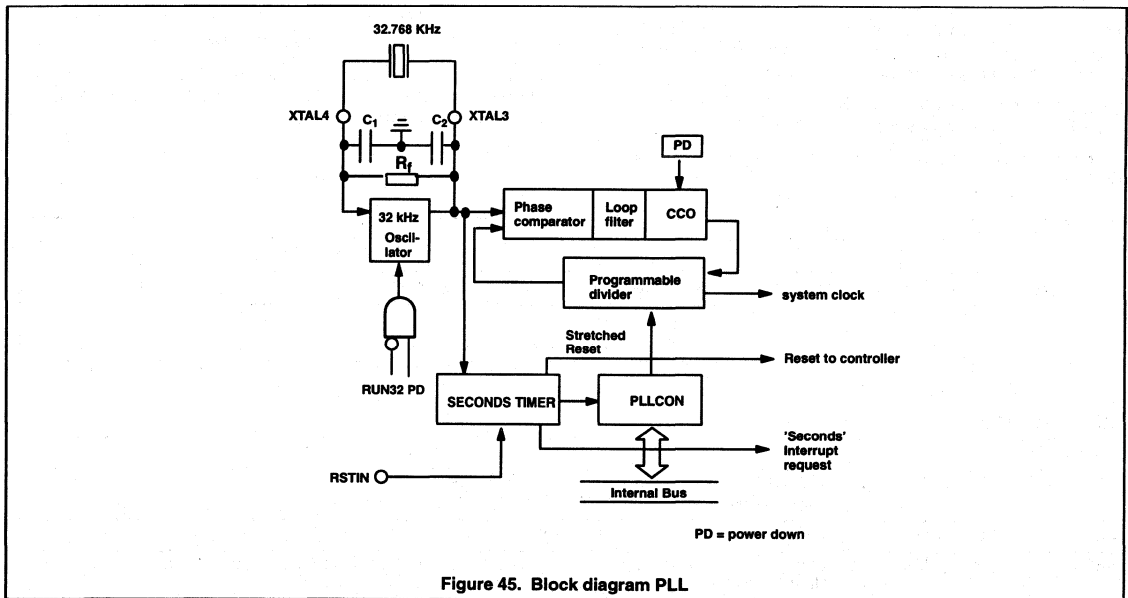 32.768 KHz
XTAL4
C1
C2
XTAL3
Rf
PD
32 kHz
Oscil-
lator
Phase
comparator
Loop
filter
CCO
Programmable
divider
system clock
Stretched
Reset
Reset to controller
RUN32 PD
SECONDS TIMER
PLLCON
'Seconds'
Interrupt
request
RSTIN
Internal Bus
PD = power down
Figure 45. Block diagram PLL